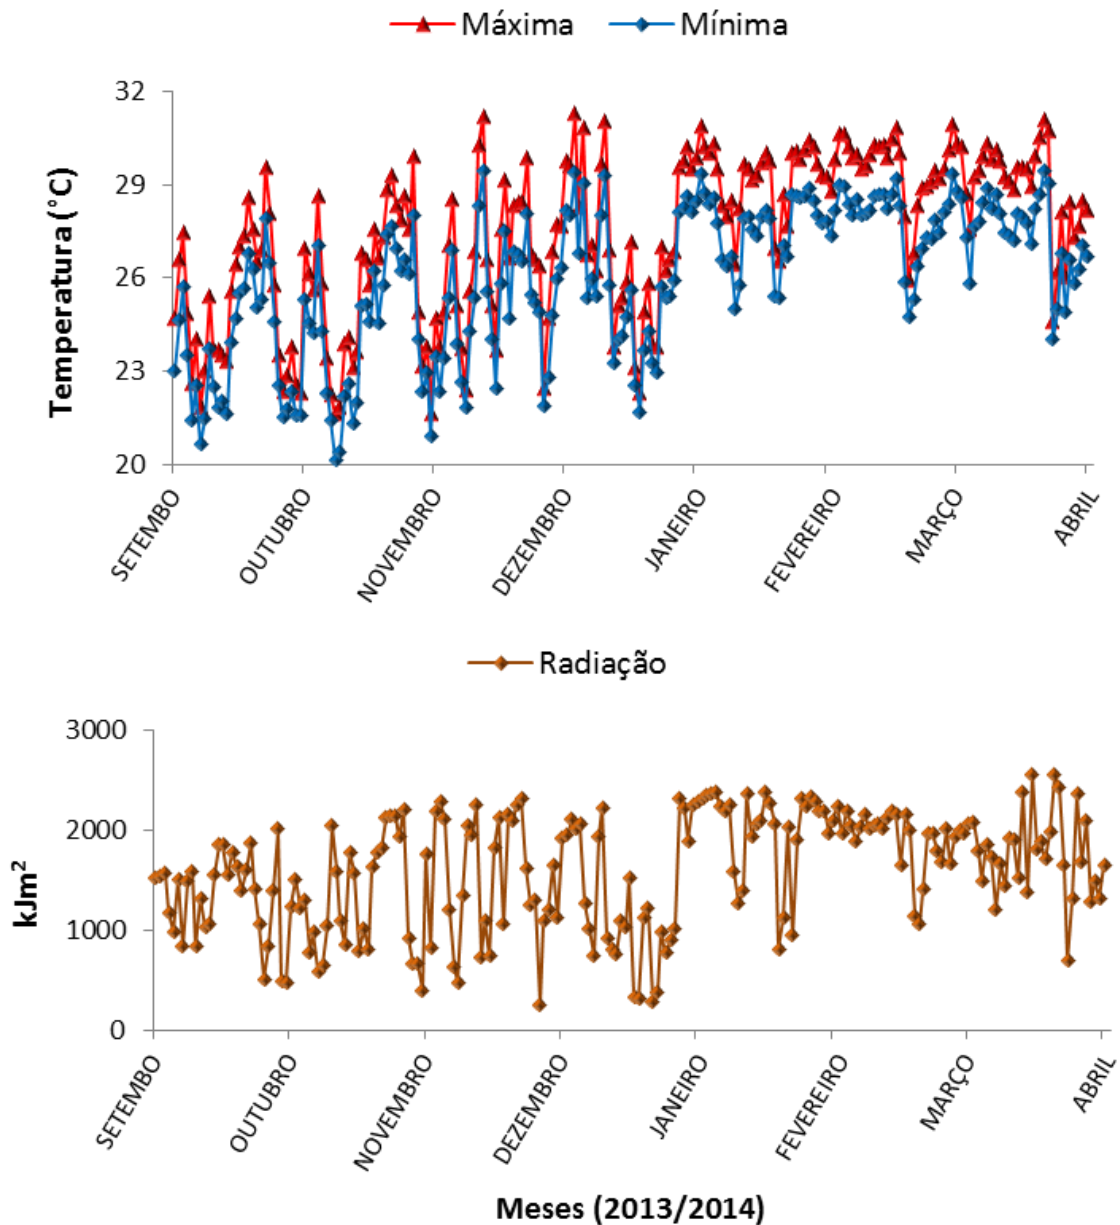 Máxima Mínima
32
29
26
23
20
Temperatura (°C)
SETEMBO
OUTUBRO
NOVEMBRO
DEZEMBRO
JANEIRO
FEVEREIRO
MARÇO
ABRIL
Radiação
3000
2000
1000
0
kJm²
SETEMBO
OUTUBRO
NOVEMBRO
DEZEMBRO
JANEIRO
FEVEREIRO
MARÇO
ABRIL
Meses (2013/2014)